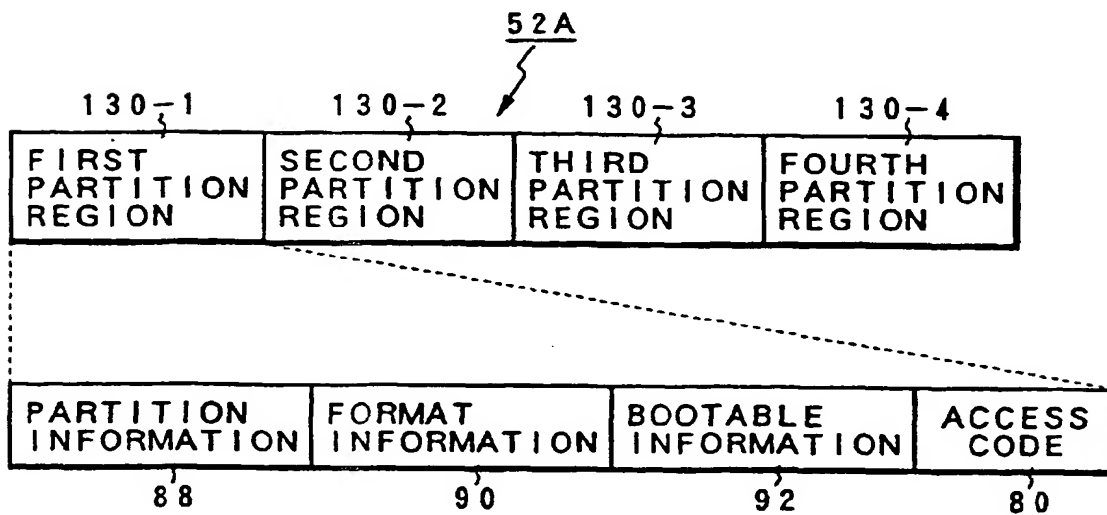 52A
130-1 130-2 130-3 130-4
FIRST PARTITION REGION
SECOND PARTITION REGION
THIRD PARTITION REGION
FOURTH PARTITION REGION
PARTITION INFORMATION
FORMAT INFORMATION
BOOTABLE INFORMATION
ACCESS CODE
88 90 92 80